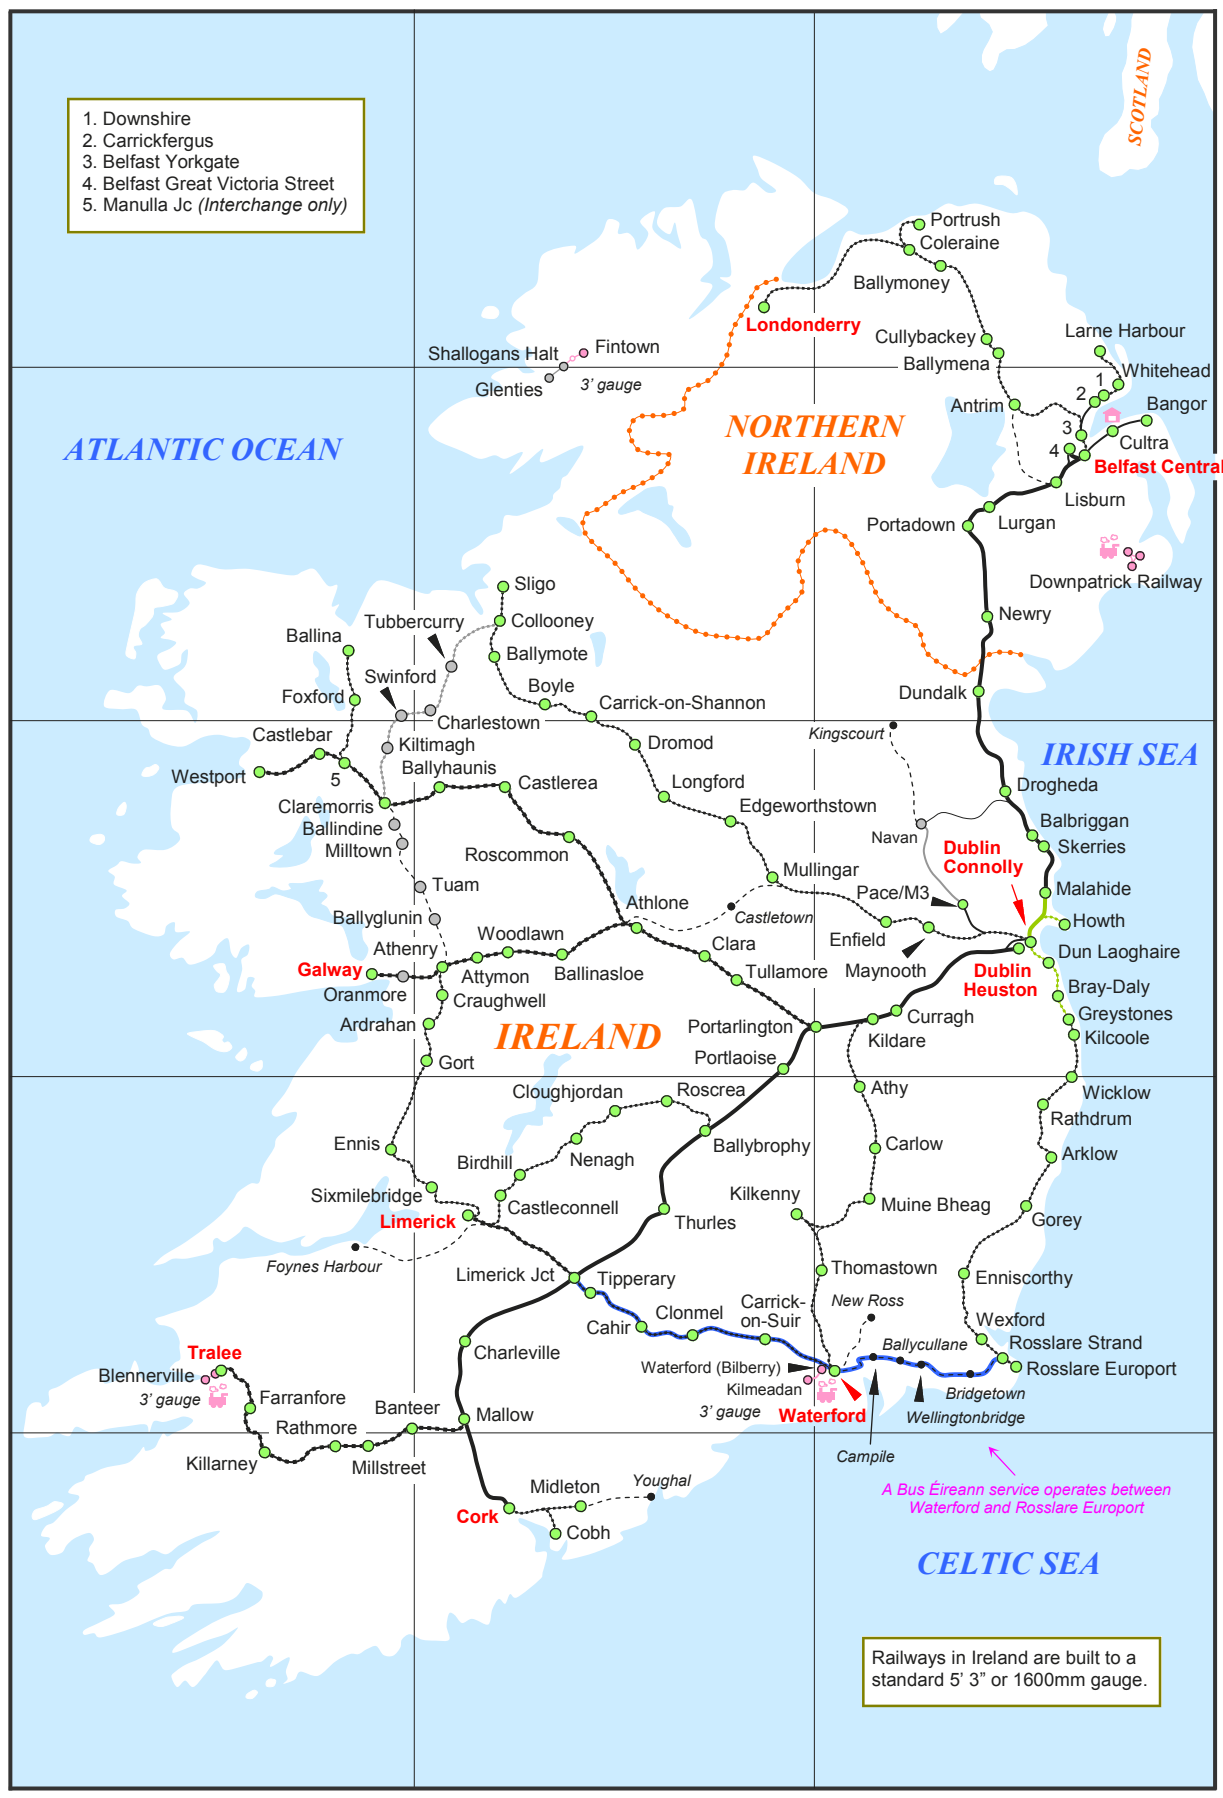 SCOTLAND
1. Downshire
2. Carrickfergus
3. Belfast Yorkgate
4. Belfast Great Victoria Street
5. Manulla Jc (Interchange only)
Portrush
Coleraine
Ballymoney
Londonderry
Cullybackey
Larne Harbour
Shallogans Halt
Fintown
Ballymena
Whitehead
Glenties
3’ gauge
1
2
Antrim
Bangor
NORTHERN
IRELAND
3
Cultra
4
ATLANTIC OCEAN
Belfast Central
Lisburn
Lurgan
Portadown
Downpatrick Railway
Sligo
Newry
Tubbercurry
Collooney
Ballina
Ballymote
Swinford
Boyle
Foxford
Carrick-on-Shannon
Dundalk
Charlestown
Castlebar
Kingscourt
Kiltimagh
Dromod
IRISH SEA
Westport
5
Ballyhaunis
Castlerea
Longford
Drogheda
Claremorris
Edgeworthstown
Ballindine
Balbriggan
Milltown
Navan
Roscommon
Dublin
Connolly
Skerries
Mullingar
Tuam
Pace/M3
Malahide
Athlone
Castletown
Ballyglunin
Howth
Woodlawn
Enfield
Athenry
Clara
Dun Laoghaire
Galway
Attymon
Ballinasloe
Maynooth
Dublin
Heuston
Tullamore
Oranmore
Craughwell
Bray-Daly
Ardrahan
IRELAND
Portarlington
Curragh
Greystones
Kildare
Kilcoole
Gort
Portlaoise
Cloughjordan
Roscrea
Athy
Wicklow
Rathdrum
Ennis
Nenagh
Ballybrophy
Carlow
Arklow
Birdhill
Sixmilebridge
Castleconnell
Kilkenny
Muine Bheag
Limerick
Thurles
Gorey
Foynes Harbour
Limerick Jct
Tipperary
Thomastown
Enniscorthy
New Ross
Cahir
Clonmel
Carrick-
on-Suir
Wexford
Charleville
Ballycullane
Rosslare Strand
Tralee
Waterford (Bilberry)
Rosslare Europort
Blennerville
Kilmeadan
Bridgetown
3’ gauge
Farranfore
Banteer
Mallow
3’ gauge
Waterford
Wellingtonbridge
Rathmore
Killarney
Millstreet
Campile
Midleton
Youghal
A Bus Éireann service operates between
Waterford and Rosslare Europort
Cork
Cobh
CELTIC SEA
Railways in Ireland are built to a
standard 5’ 3” or 1600mm gauge.